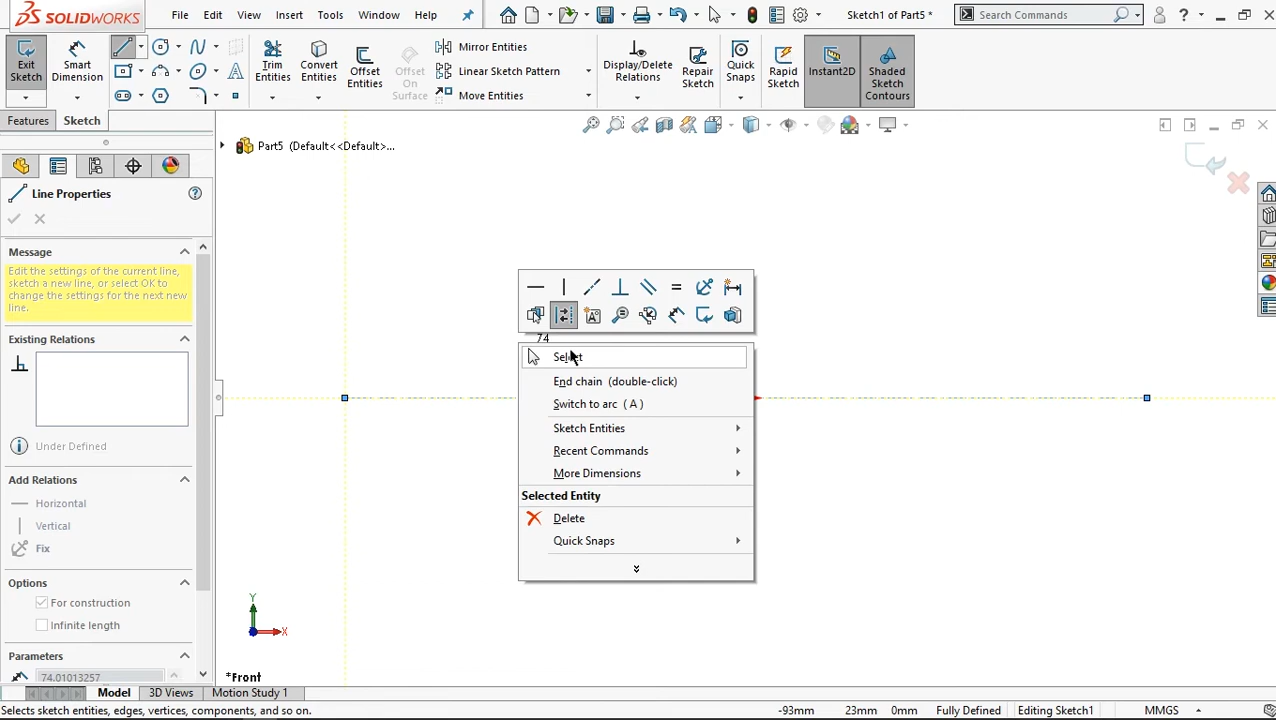 SOLIDWORKS File Edit View Insert Tools Window Help Sketch1 of Part5 * Search Commands ?
Exit Sketch
Smart Dimension
Trim Entities
Convert Entities
Offset Entities
Offset On Surface
Mirror Entities
Linear Sketch Pattern
Move Entities
Display/Delete Relations
Repair Sketch
Quick Snaps
Rapid Sketch
Instant2D
Shaded Sketch Contours
Features Sketch
Part5 (Default<<Default>...
Line Properties
Message
Edit the settings of the current line,
sketch a new line, or select OK to
change the settings for the next new
line.
Existing Relations
Under Defined
Add Relations
Horizontal
Vertical
Fix
Options
For construction
Infinite length
Parameters
74.01013257
74
Select
End chain (double-click)
Switch to arc ( A )
Sketch Entities
Recent Commands
More Dimensions
Selected Entity
Delete
Quick Snaps
Y
X
*Front
Model 3D Views Motion Study 1
Selects sketch entities, edges, vertices, components, and so on. -93mm 23mm 0mm Fully Defined Editing Sketch1 MMGS